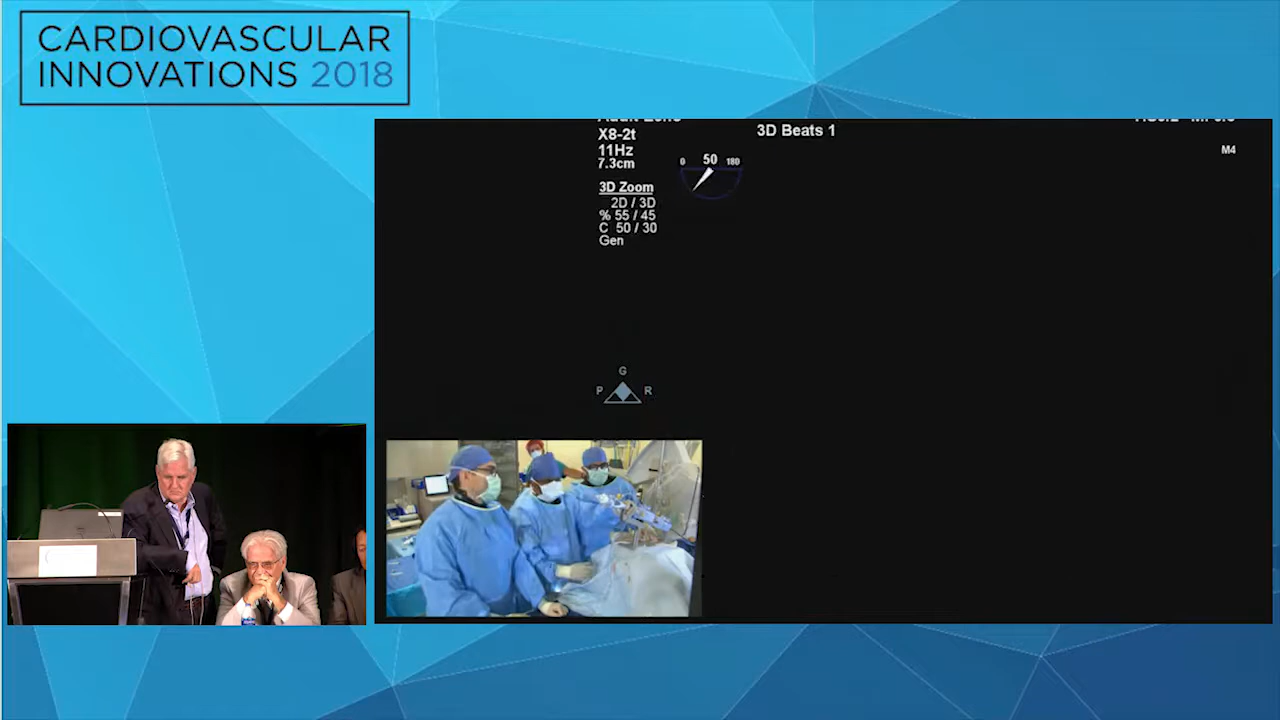 CARDIOVASCULAR
INNOVATIONS 2018
X8-2t
11Hz
7.3cm
3D Beats 1
M4
0 50 180
3D Zoom
2D / 3D
% 55 / 45
C 50 / 30
Gen
G
P R